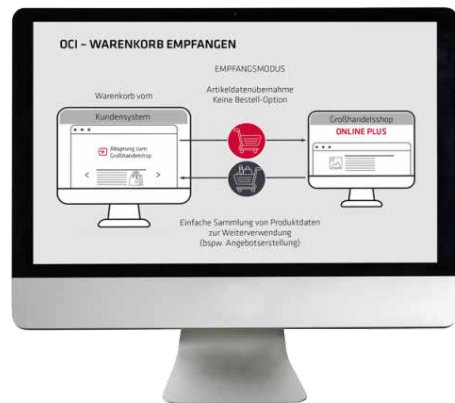 OCI – WARENKORB EMPFANGEN
EMPFANGSMODUS
Warenkorb vom
Artikeldatenübernahme
Keine Bestell-Option
Kundensystem
Absprung zum
Großhandelshop
Großhandelsshop
ONLINE PLUS
Einfache Sammlung von Produktdaten
zur Weiterverwendung
(bspw. Angebotserstellung)